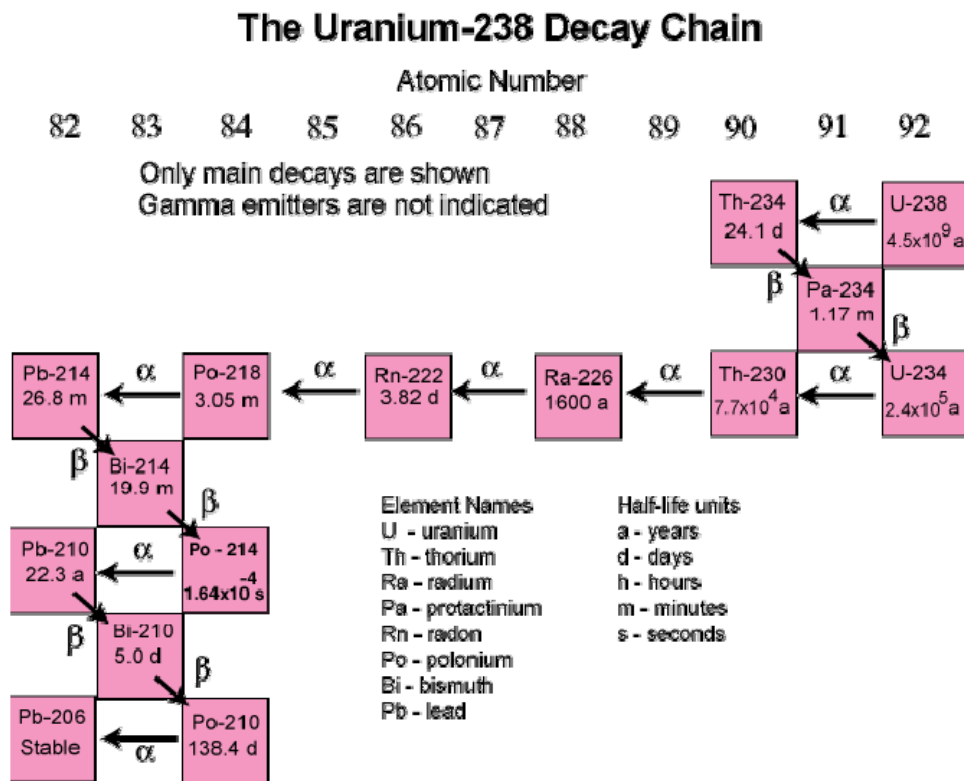 The Uranium-238 Decay Chain
Atomic Number
82 83 84 85 86 87 88 89 90 91 92
Only main decays are shown
Gamma emitters are not indicated
Th-234
24.1 d
α
U-238
4.5x10⁹ a
β
Pa-234
1.17 m
β
Pb-214
26.8 m
α
Po-218
3.05 m
α
Rn-222
3.82 d
α
Ra-226
1600 a
α
Th-230
7.7x10⁴ a
α
U-234
2.4x10⁵ a
β
Bi-214
19.9 m
β
Pb-210
22.3 a
α
Po - 214
1.64x10⁻⁴ s
β
Bi-210
5.0 d
β
Pb-206
Stable
α
Po-210
138.4 d
Element Names
U - uranium
Th - thorium
Ra - radium
Pa - protactinium
Rn - radon
Po - polonium
Bi - bismuth
Pb - lead
Half-life units
a - years
d - days
h - hours
m - minutes
s - seconds